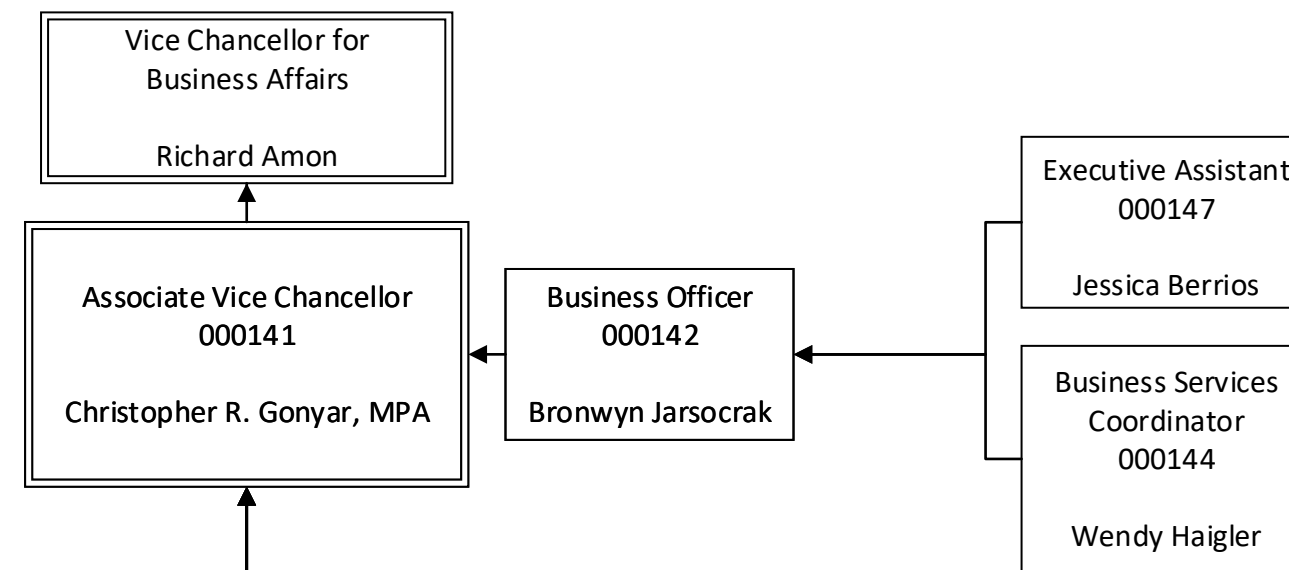 Vice Chancellor for
Business Affairs
Richard Amon
Associate Vice Chancellor
000141
Christopher R. Gonyar, MPA
Business Officer
000142
Bronwyn Jarsocrak
Executive Assistant
000147
Jessica Berrios
Business Services
Coordinator
000144
Wendy Haigler